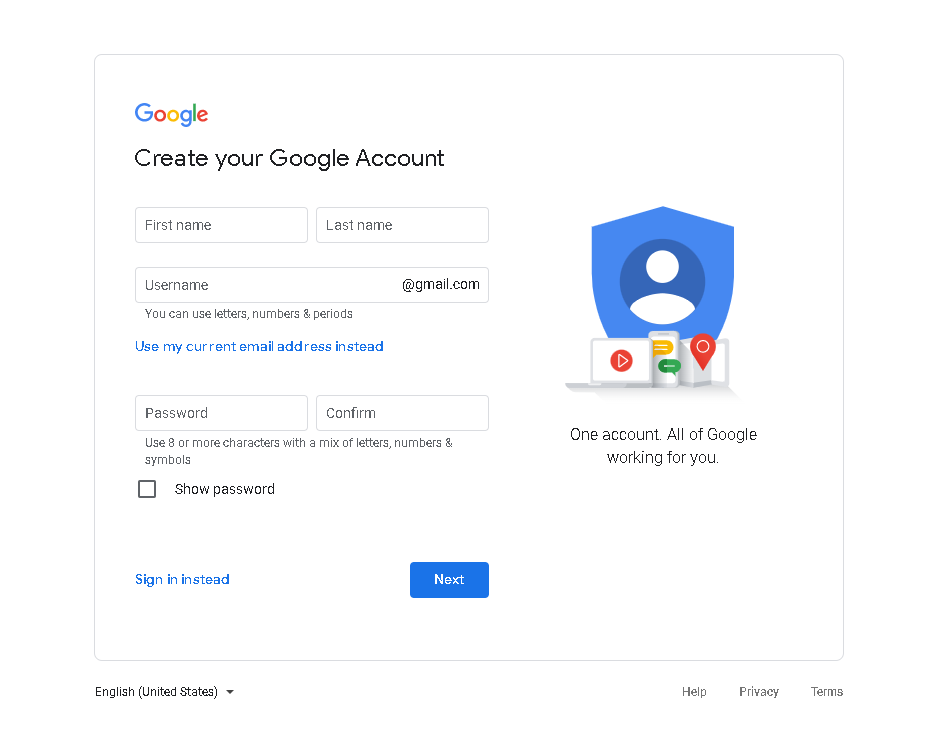 Google
Create your Google Account
First name
Last name
Username
@gmail.com
You can use letters, numbers & periods
Use my current email address instead
Password
Confirm
Use 8 or more characters with a mix of letters, numbers &
symbols
Show password
Sign in instead
Next
One account. All of Google
working for you.
English (United States)
Help
Privacy
Terms